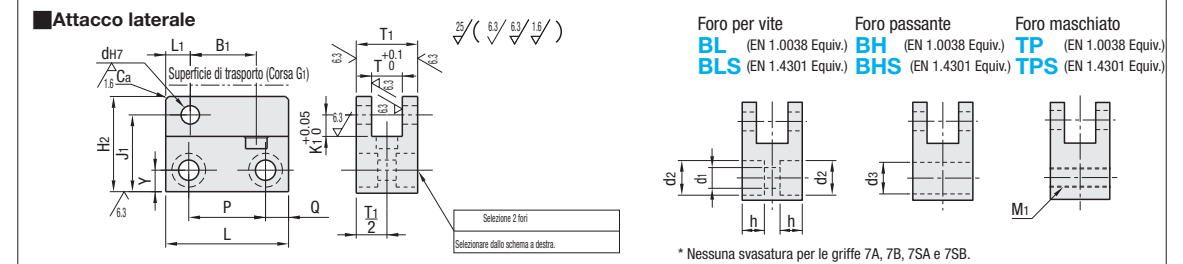 ■Attacco laterale
25 ( 6.3 6.3 1.6 )
L1 B1
dH7
1.6 Ca
Superficie di trasporto (Corsa G1)
H2 J1 Y
6.3
P Q
L
T1
T +0.1 0
6.3 6.3
6.3
6.3
6.3
K1 +0.05 0
T1/2
Selezione 2 fori
Selezionare dallo schema a destra.
Foro per vite Foro passante Foro maschiato
BL (EN 1.0038 Equiv.) BH (EN 1.0038 Equiv.) TP (EN 1.0038 Equiv.)
BLS (EN 1.4301 Equiv.) BHS (EN 1.4301 Equiv.) TPS (EN 1.4301 Equiv.)
d2 d1 d2 d3
M1
h h
* Nessuna svasatura per le griffe 7A, 7B, 7SA e 7SB.